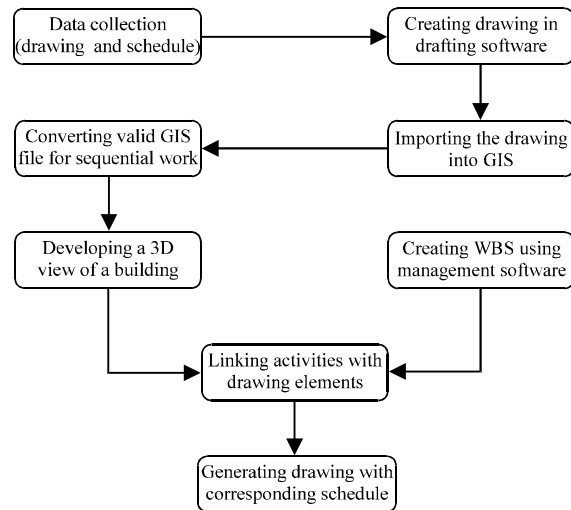 Data collection
(drawing and schedule)
Creating drawing in
drafting software
Converting valid GIS
file for sequential work
Importing the drawing
into GIS
Developing a 3D
view of a building
Creating WBS using
management software
Linking activities with
drawing elements
Generating drawing with
corresponding schedule